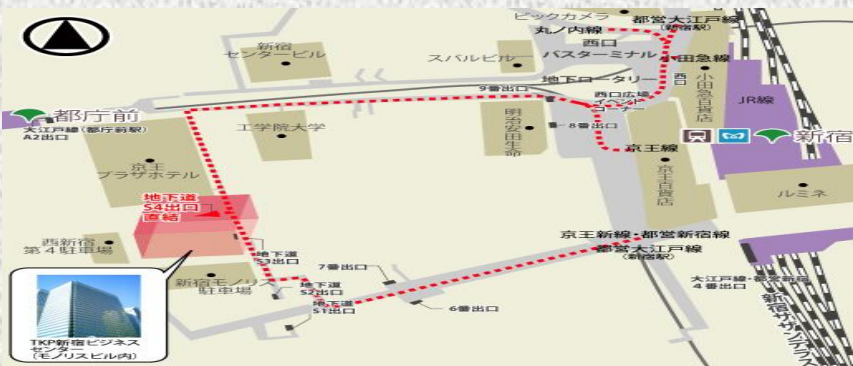 ビックカメラ
都営大江戸線
(新宿駅)
丸ノ内線
西口
バスターミナル
小田急線
地下ロータリー
西口
小田急百貨店
JR線
新宿
センタービル
スバルビル
9番出口
西口広場
イベント
コーナー
8番出口
明治安田生命
都庁前
大江戸線(都庁前駅)
A2出口
工学院大学
京王
プラザホテル
京王線
京王百貨店
新宿
ルミネ
地下道
S4出口
直結
西新宿
第4駐車場
地下道
S3出口
新宿モノリス
駐車場
地下道
S2出口
地下道
S1出口
7番出口
6番出口
京王新線・都営新宿線
都営大江戸線
(新宿駅)
大江戸線・都営新宿
4番出口
新宿サザンテラス
TKP新宿ビジネス
センター
(モノリスビル内)